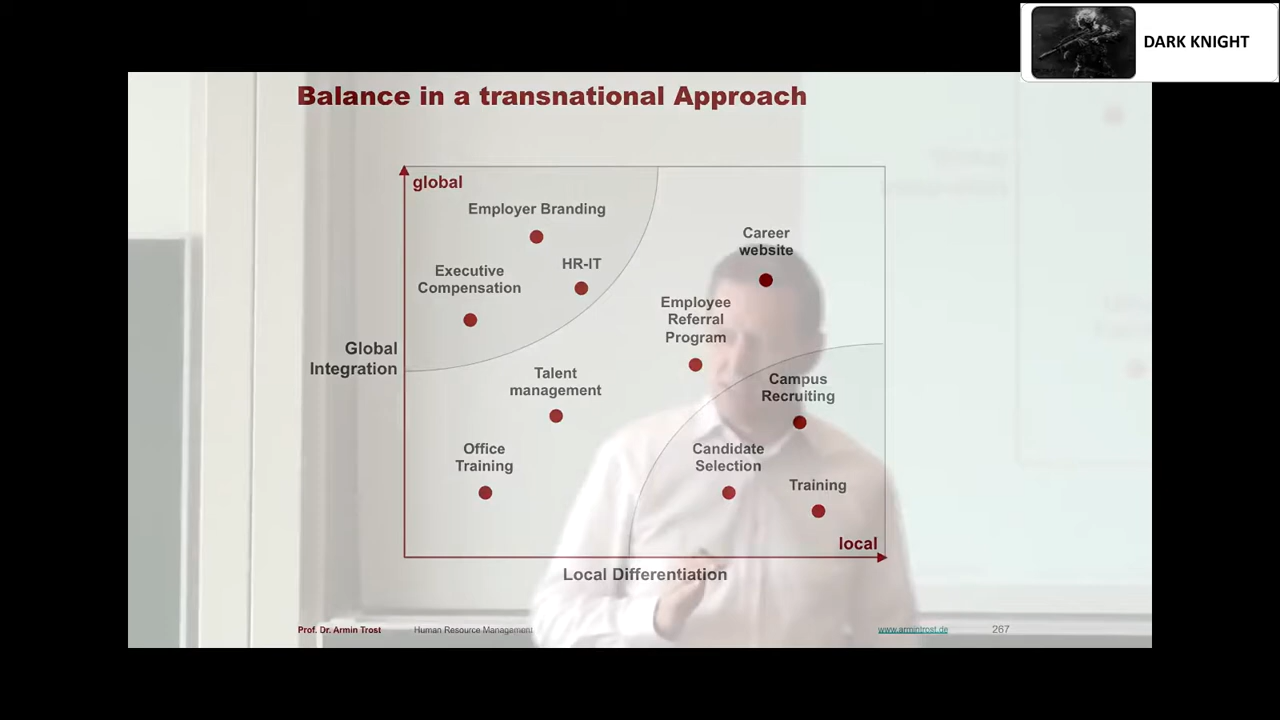 DARK KNIGHT
Balance in a transnational Approach
global
Employer Branding
Career
website
HR-IT
Executive
Compensation
Employee
Referral
Program
Global
Integration
Talent
management
Campus
Recruiting
Office
Training
Candidate
Selection
Training
local
Local Differentiation
Prof. Dr. Armin Trost
Human Resource Management
www.armintrost.de
267